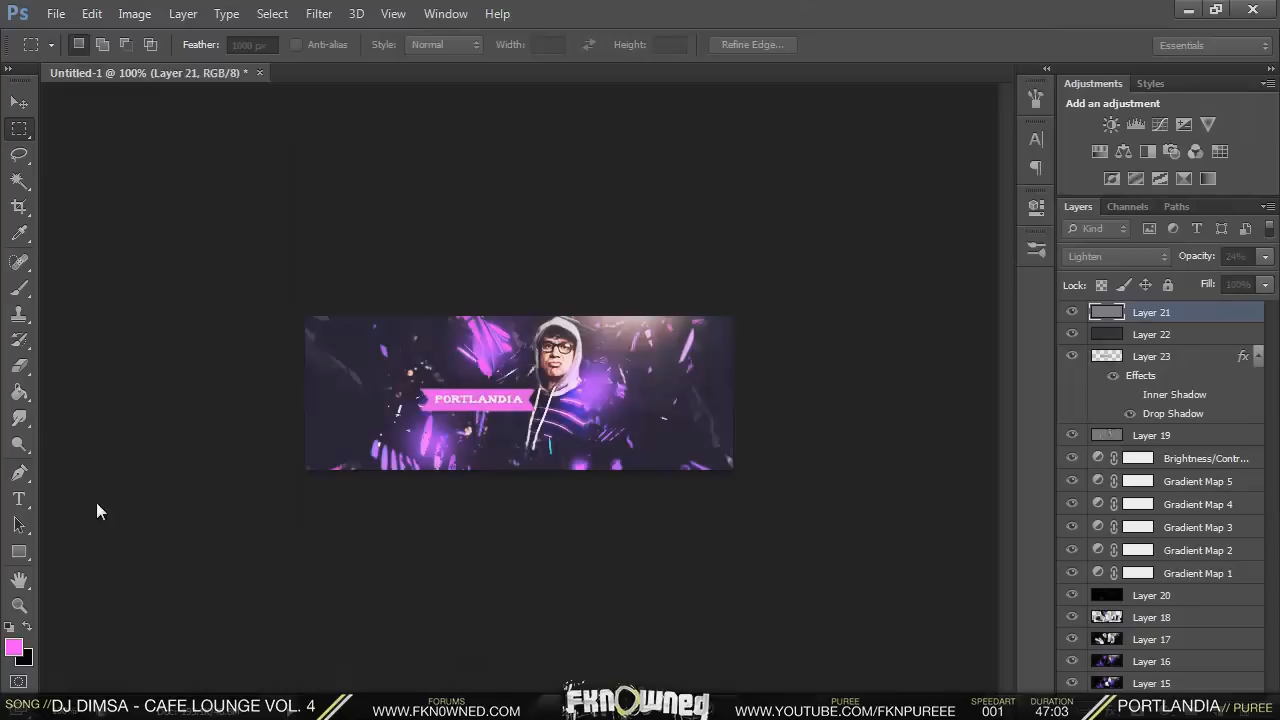 Ps File Edit Image Layer Type Select Filter 3D View Window Help
Feather: 1000 px Anti-alias Style: Normal Width: Height: Refine Edge... Essentials
Untitled-1 @ 100% (Layer 21, RGB/8) * ×
Adjustments Styles
Add an adjustment
Layers Channels Paths
Kind
Lighten Opacity: 24%
Lock: Fill: 100%
Layer 21
Layer 22
Layer 23 fx
Effects
Inner Shadow
Drop Shadow
Layer 19
Brightness/Contr...
Gradient Map 5
Gradient Map 4
Gradient Map 3
Gradient Map 2
Gradient Map 1
Layer 20
Layer 18
Layer 17
Layer 16
Layer 15
PORTLANDIA
SONG // DJ DIMSA - CAFE LOUNGE VOL. 4
FORUMS
WWW.FKN0WNED.COM
FKN0WNED
PUREE
WWW.YOUTUBE.COM/FKNPUREEE
SPEEDART
001
DURATION
47:03
PORTLANDIA // PUREE